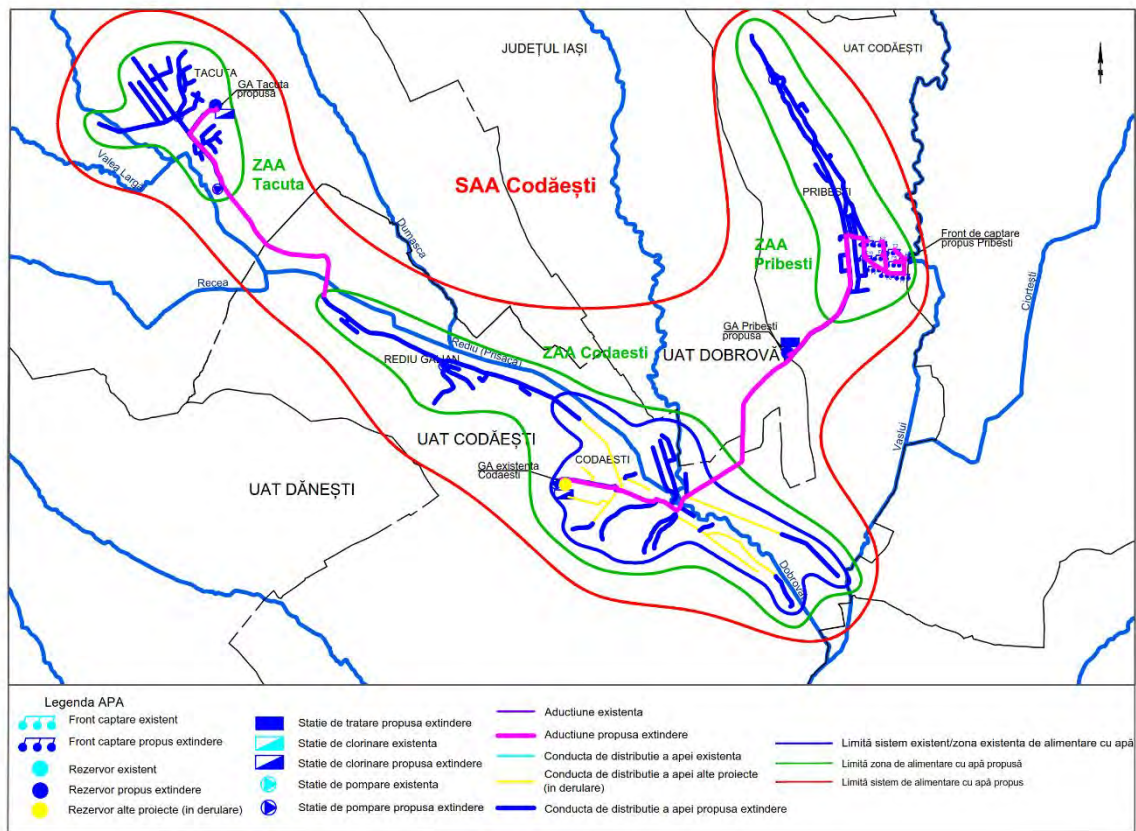 JUDEȚUL IAȘI
UAT CODĂEȘTI
TACUTA
GA Tacuta
propusa
ZAA
Tacuta
Valea Largă
SAA Codăești
Dumasca
PRIBESTI
ZAA
Pribesti
Front de captare
propus Pribesti
Recea
Ciortești
GA Pribesti
propusa
Rediu (Prisaca)
ZAA Codaesti
UAT DOBROVĂ
REDIU GALIAN
UAT CODĂEȘTI
CODAESTI
Vaslui
GA existenta
Codaesti
UAT DĂNEȘTI
Dobrovat
Legenda APA
Front captare existent
Front captare propus extindere
Rezervor existent
Rezervor propus extindere
Rezervor alte proiecte (in derulare)
Statie de tratare propusa extindere
Statie de clorinare existenta
Statie de clorinare propusa extindere
Statie de pompare existenta
Statie de pompare propusa extindere
Aductiune existenta
Aductiune propusa extindere
Conducta de distributie a apei existenta
Conducta de distributie a apei alte proiecte
(in derulare)
Conducta de distributie a apei propusa extindere
Limită sistem existent/zona existenta de alimentare cu apă
Limită zona de alimentare cu apă propusă
Limită sistem de alimentare cu apă propus